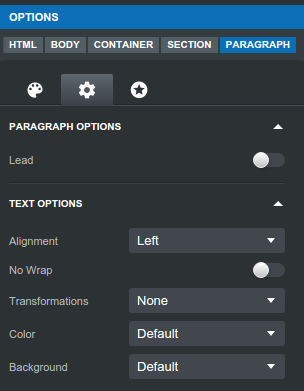 OPTIONS
HTML BODY CONTAINER SECTION PARAGRAPH
PARAGRAPH OPTIONS
Lead
TEXT OPTIONS
Alignment Left
No Wrap
Transformations None
Color Default
Background Default